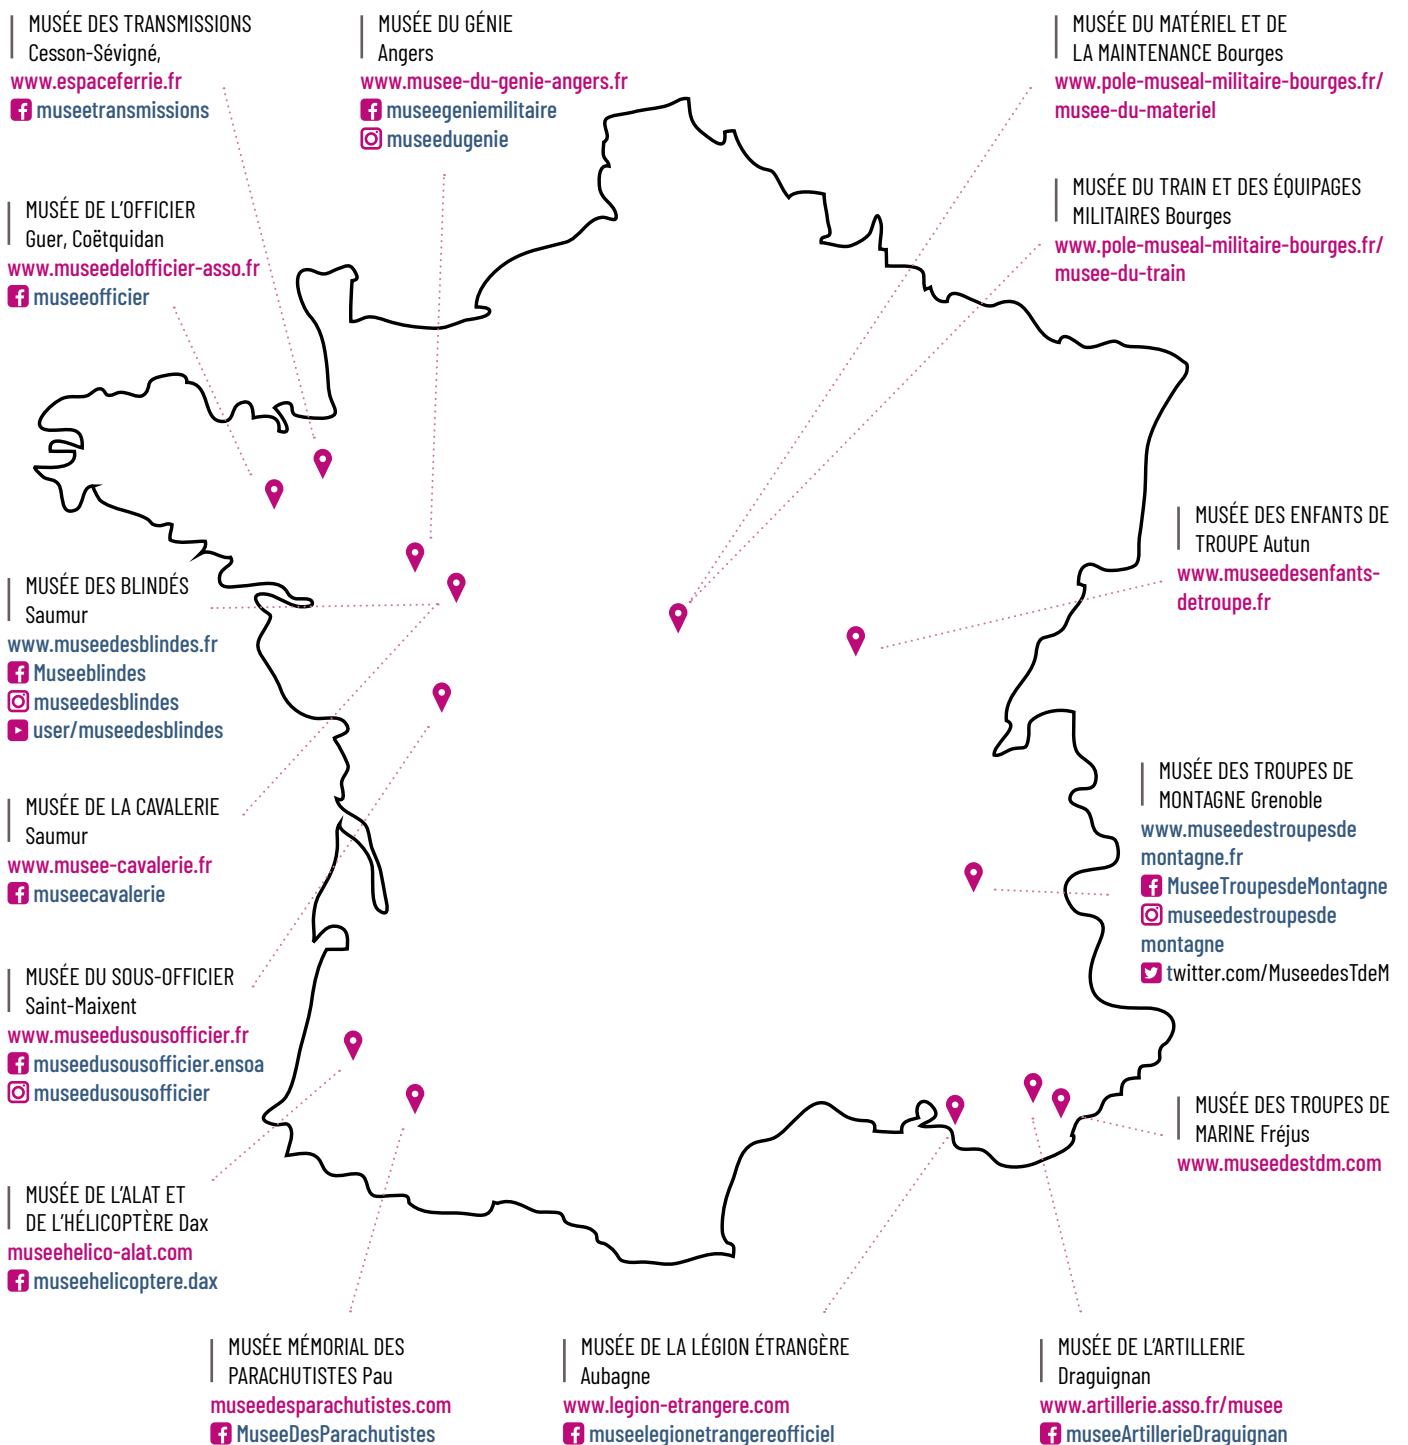 MUSÉE DES TRANSMISSIONS
Cesson-Sévigné,
www.espaceferrie.fr
museetransmissions
MUSÉE DU GÉNIE
Angers
www.musee-du-genie-angers.fr
museegeniemilitaire
museedugenie
MUSÉE DU MATÉRIEL ET DE
LA MAINTENANCE Bourges
www.pole-museal-militaire-bourges.fr/
musee-du-materiel
MUSÉE DU TRAIN ET DES ÉQUIPAGES
MILITAIRES Bourges
www.pole-museal-militaire-bourges.fr/
musee-du-train
MUSÉE DE L'OFFICIER
Guer, Coëtquidan
www.museedelofficier-asso.fr
museeofficier
MUSÉE DES ENFANTS DE
TROUPE Autun
www.museedesenfants-
detroupe.fr
MUSÉE DES BLINDÉS
Saumur
www.museedesblindes.fr
Museeblindes
museedesblindes
user/museedesblindes
MUSÉE DES TROUPES DE
MONTAGNE Grenoble
www.museedestroupesde
montagne.fr
MuseeTroupesdeMontagne
museedestroupesde
montagne
twitter.com/MuseedesTdeM
MUSÉE DE LA CAVALERIE
Saumur
www.musee-cavalerie.fr
museecavalerie
MUSÉE DU SOUS-OFFICIER
Saint-Maixent
www.museedusousofficier.fr
museedusousofficier.ensoa
museedusousofficier
MUSÉE DES TROUPES DE
MARINE Fréjus
www.museedestdm.com
MUSÉE DE L'ALAT ET
DE L'HÉLICOPTÈRE Dax
museehelico-alat.com
museehelicoptere.dax
MUSÉE MÉMORIAL DES
PARACHUTISTES Pau
museedesparachutistes.com
MuseeDesParachutistes
MUSÉE DE LA LÉGION ÉTRANGÈRE
Aubagne
www.legion-etrangere.com
museelegionetrangereofficiel
MUSÉE DE L'ARTILLERIE
Draguignan
www.artillerie.asso.fr/musee
museeArtillerieDraguignan